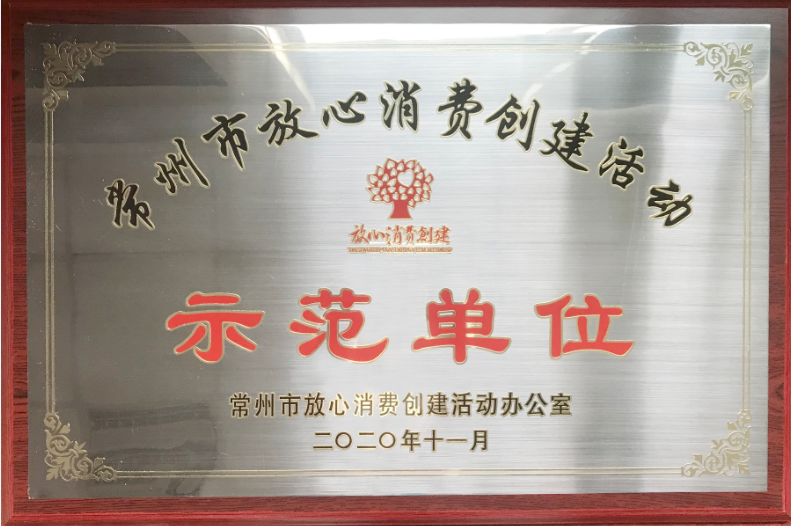 常州市放心消费创建活动
放心消费創建
示范单位
常州市放心消费创建活动办公室
二〇二〇年十一月